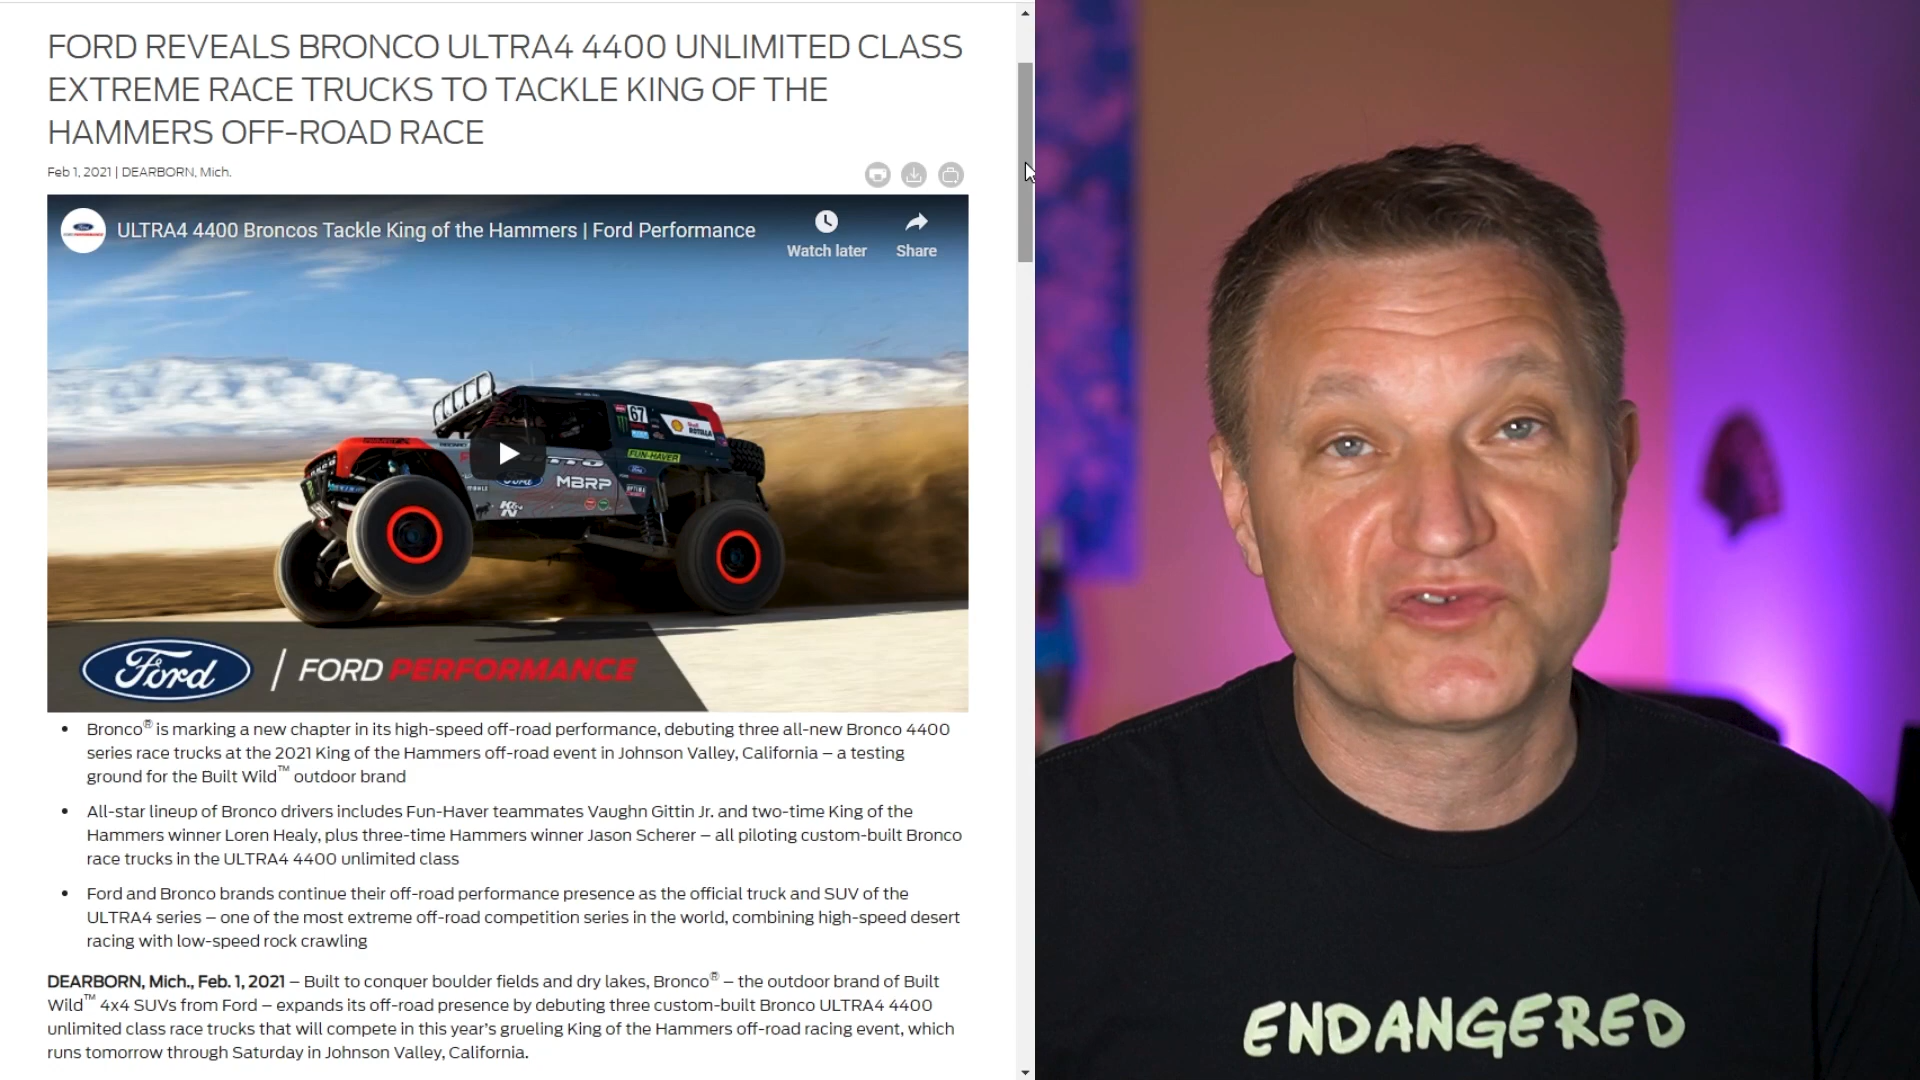 FORD REVEALS BRONCO ULTRA4 4400 UNLIMITED CLASS
EXTREME RACE TRUCKS TO TACKLE KING OF THE
HAMMERS OFF-ROAD RACE
Feb 1, 2021 | DEARBORN, Mich.
ULTRA4 4400 Broncos Tackle King of the Hammers | Ford Performance
Watch later
Share
67
Shell
ROTELLA
FUN-HAVER
Ford
MBRP
K&N
Ford / FORD PERFORMANCE
• Bronco® is marking a new chapter in its high-speed off-road performance, debuting three all-new Bronco 4400
series race trucks at the 2021 King of the Hammers off-road event in Johnson Valley, California – a testing
ground for the Built Wild™ outdoor brand
• All-star lineup of Bronco drivers includes Fun-Haver teammates Vaughn Gittin Jr. and two-time King of the
Hammers winner Loren Healy, plus three-time Hammers winner Jason Scherer – all piloting custom-built Bronco
race trucks in the ULTRA4 4400 unlimited class
• Ford and Bronco brands continue their off-road performance presence as the official truck and SUV of the
ULTRA4 series – one of the most extreme off-road competition series in the world, combining high-speed desert
racing with low-speed rock crawling
DEARBORN, Mich., Feb. 1, 2021 – Built to conquer boulder fields and dry lakes, Bronco® – the outdoor brand of Built
Wild™ 4x4 SUVs from Ford – expands its off-road presence by debuting three custom-built Bronco ULTRA4 4400
unlimited class race trucks that will compete in this year's grueling King of the Hammers off-road racing event, which
runs tomorrow through Saturday in Johnson Valley, California.
ENDANGERED